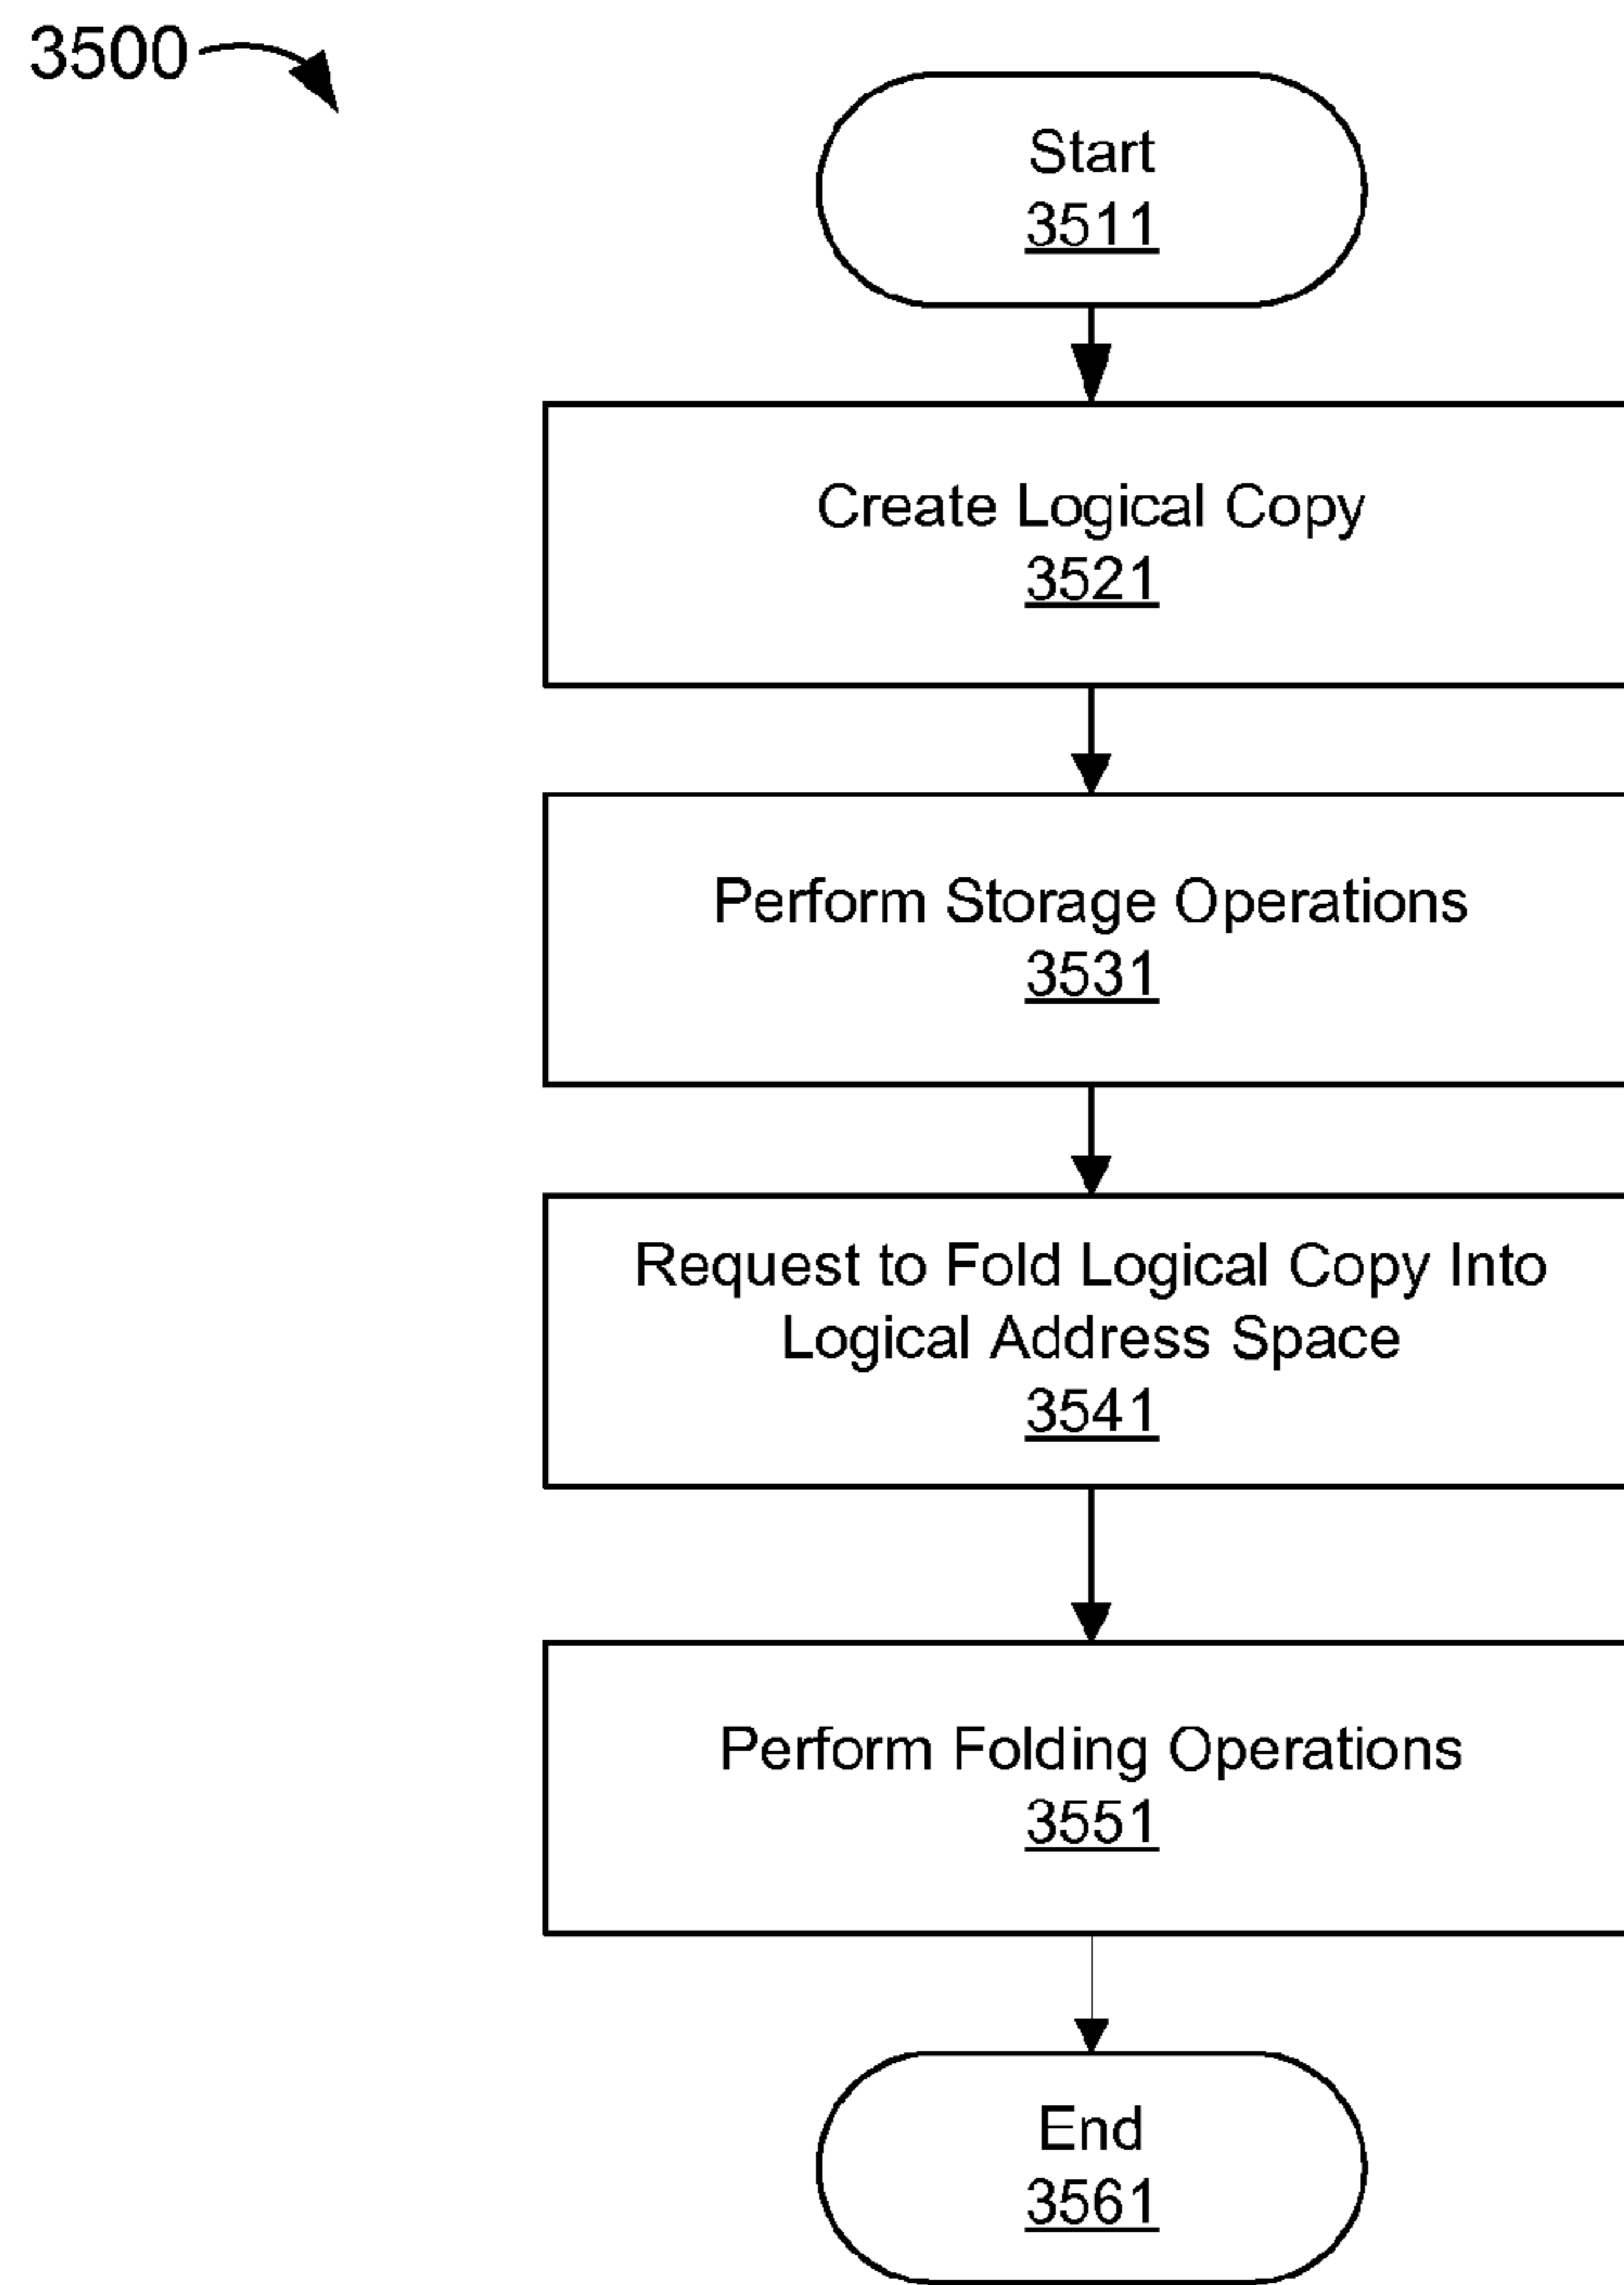 3500
Start
3511
Create Logical Copy
3521
Perform Storage Operations
3531
Request to Fold Logical Copy Into
Logical Address Space
3541
Perform Folding Operations
3551
End
3561